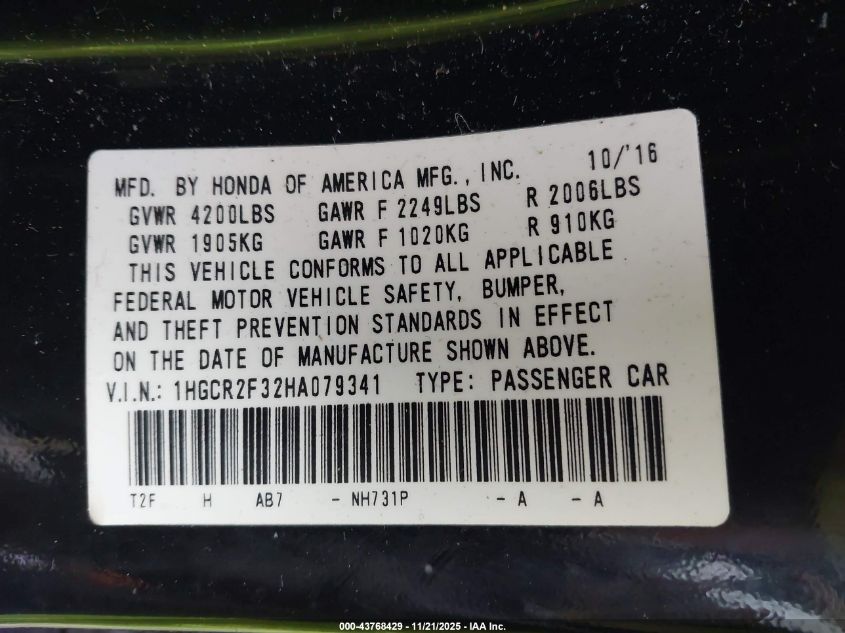 10/'16
MFD. BY HONDA OF AMERICA MFG., INC.
GVWR 4200LBS GAWR F 2249LBS R 2006LBS
GVWR 1905KG GAWR F 1020KG R 910KG
THIS VEHICLE CONFORMS TO ALL APPLICABLE
FEDERAL MOTOR VEHICLE SAFETY, BUMPER,
AND THEFT PREVENTION STANDARDS IN EFFECT
ON THE DATE OF MANUFACTURE SHOWN ABOVE.
V.I.N.: 1HGCR2F32HA079341 TYPE: PASSENGER CAR
T2F H AB7 - NH731P - A - A
000-43768429 - 11/21/2025 - IAA Inc.